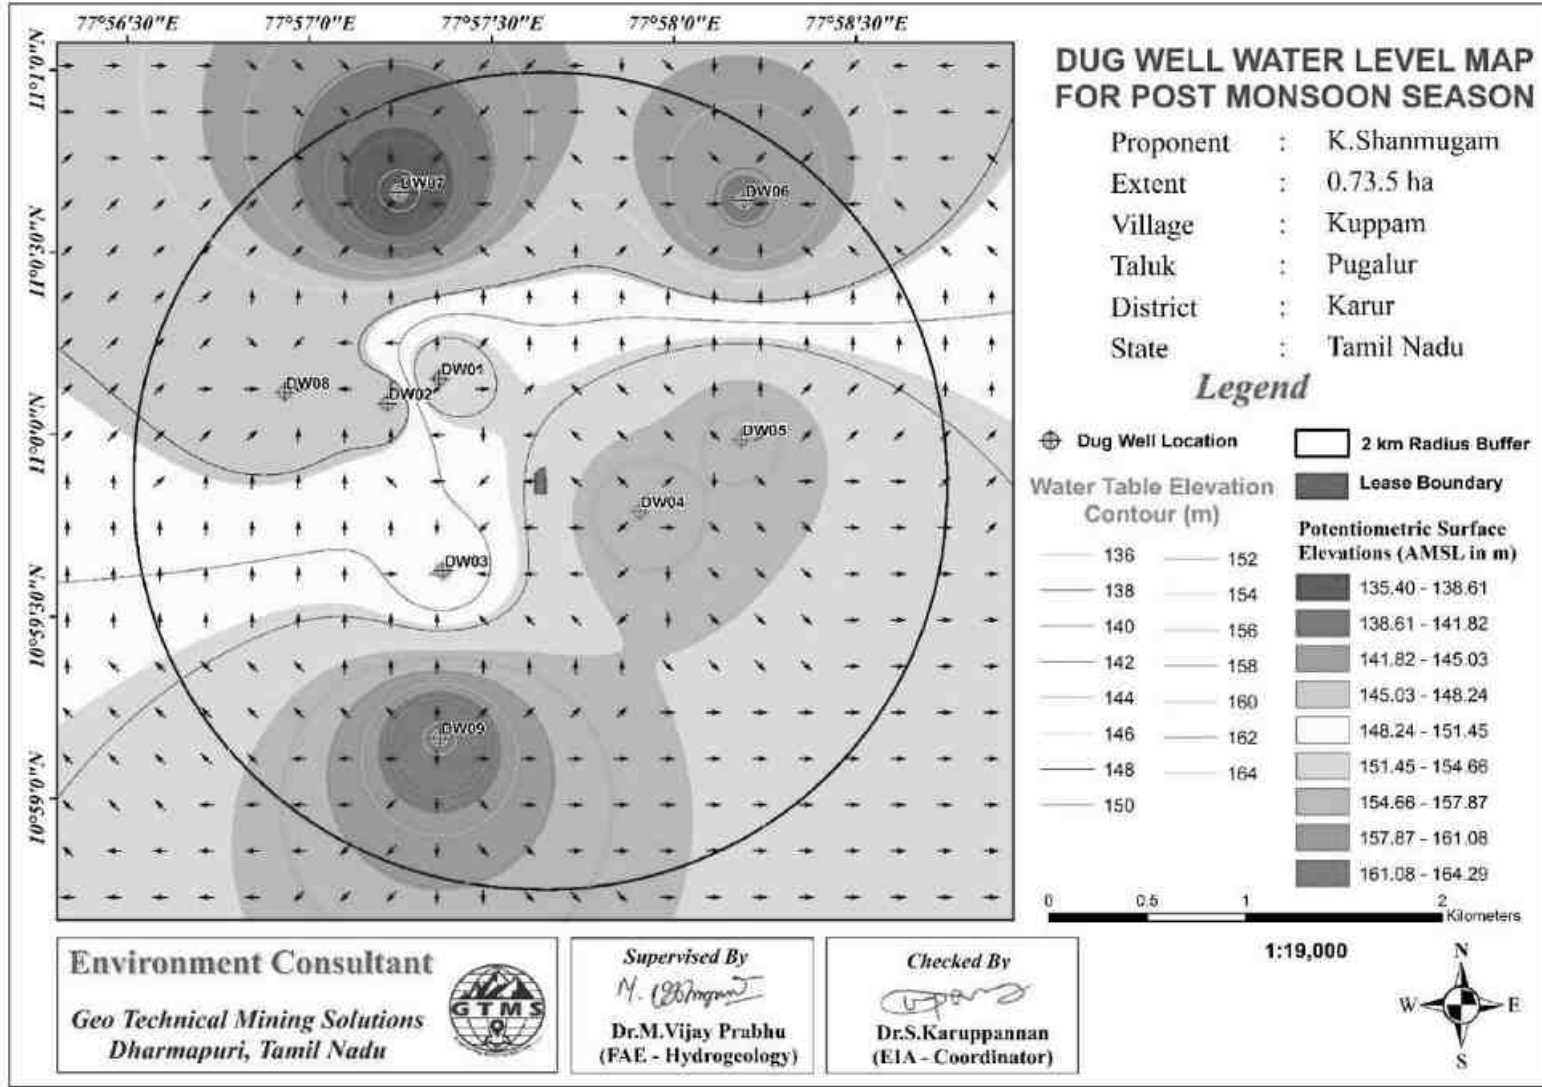 77°56'30"E 77°57'0"E 77°57'30"E 77°58'0"E 77°58'30"E
11°1'0"N
11°0'30"N
11°0'0"N
10°59'30"N
10°59'0"N
DW07
DW06
DW01
DW08
DW02
DW05
DW04
DW03
DW09
DUG WELL WATER LEVEL MAP
FOR POST MONSOON SEASON
Proponent : K.Shanmugam
Extent : 0.73.5 ha
Village : Kuppam
Taluk : Pugalur
District : Karur
State : Tamil Nadu
Legend
Dug Well Location
2 km Radius Buffer
Lease Boundary
Water Table Elevation
Contour (m)
136 152
138 154
140 156
142 158
144 160
146 162
148 164
150
Potentiometric Surface
Elevations (AMSL in m)
135.40 - 138.61
138.61 - 141.82
141.82 - 145.03
145.03 - 148.24
148.24 - 151.45
151.45 - 154.66
154.66 - 157.87
157.87 - 161.08
161.08 - 164.29
0 0.5 1 2
Kilometers
1:19,000
N
W E
S
Environment Consultant
Geo Technical Mining Solutions
Dharmapuri, Tamil Nadu
GTMS
Supervised By
Dr.M.Vijay Prabhu
(FAE - Hydrogeology)
Checked By
Dr.S.Karuppannan
(EIA - Coordinator)